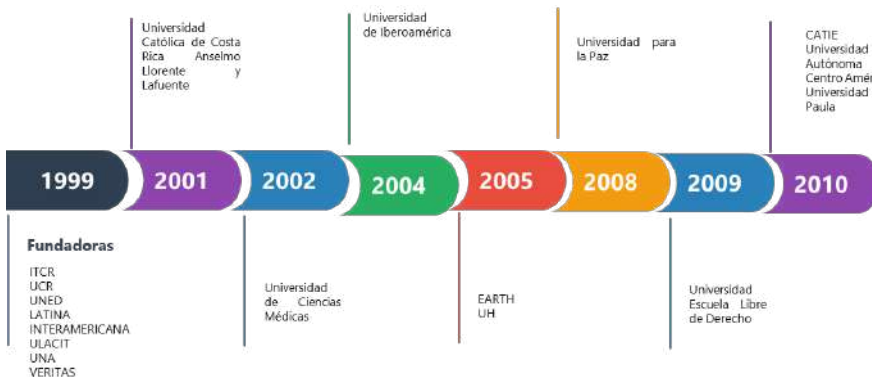 Universidad
Católica de Costa
Rica Anselmo
Llorente y
Lafuente
Universidad
de Iberoamérica
Universidad para
la Paz
CATIE
Universidad
Autónoma
Centro Amér
Universidad
Paula
1999
2001
2002
2004
2005
2008
2009
2010
Fundadoras
ITCR
UCR
UNED
LATINA
INTERAMERICANA
ULACIT
UNA
VERITAS
Universidad
de Ciencias
Médicas
EARTH
UH
Universidad
Escuela Libre
de Derecho